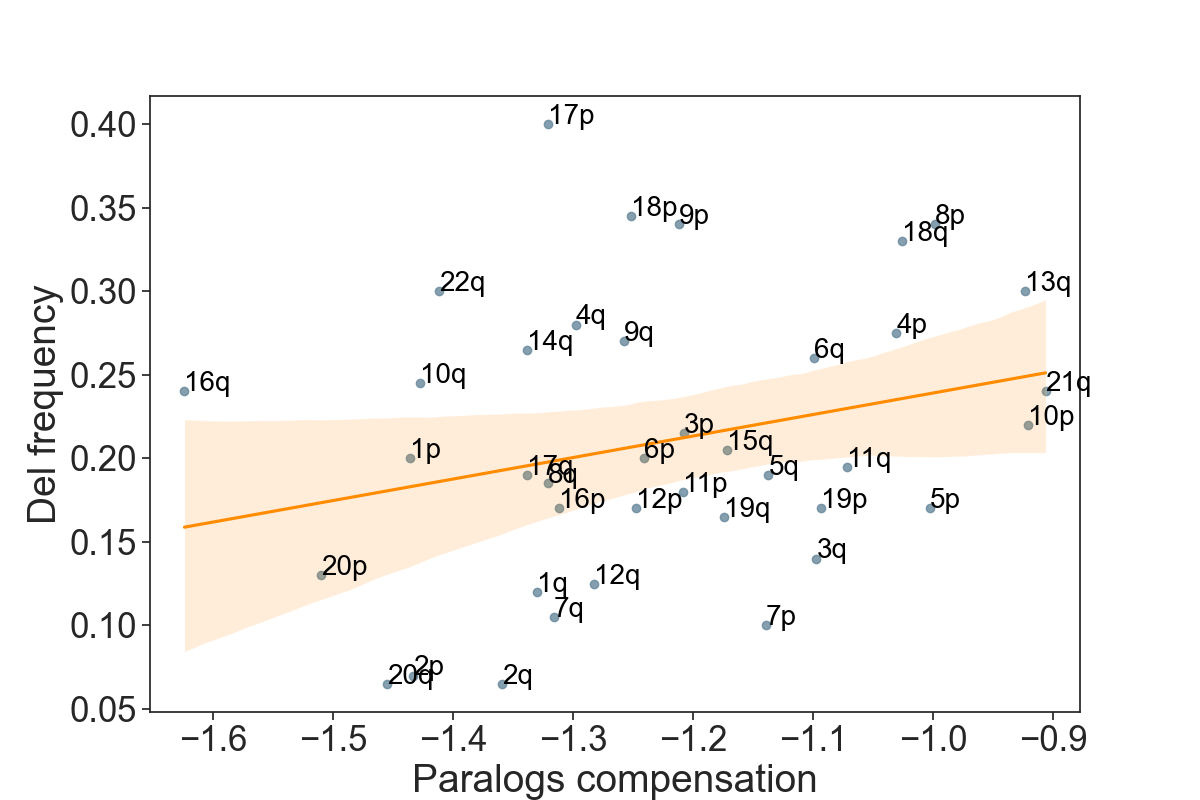 0.40
0.35
0.30
0.25
0.20
0.15
0.10
0.05
Del frequency
17p
18p
9p
8p
18q
22q
13q
4q
14q
9q
4p
6q
10q
16q
21q
10p
3p
15q
1p
6p
17q
8q
5q
11q
11p
16p
12p
19q
19p
5p
3q
20p
12q
1q
7q
7p
2p
20q
2q
−1.6
−1.5
−1.4
−1.3
−1.2
−1.1
−1.0
−0.9
Paralogs compensation